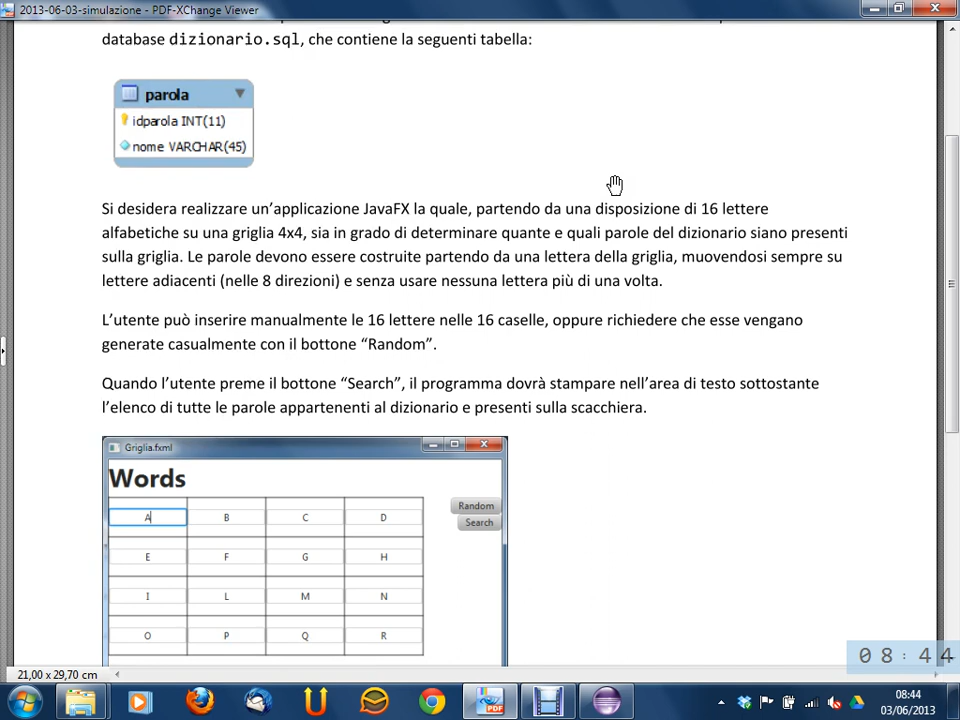 2013-06-03-simulazione - PDF-XChange Viewer
database dizionario.sql, che contiene la seguenti tabella:
parola
idparola INT(11)
nome VARCHAR(45)
Si desidera realizzare un'applicazione JavaFX la quale, partendo da una disposizione di 16 lettere
alfabetiche su una griglia 4x4, sia in grado di determinare quante e quali parole del dizionario siano presenti
sulla griglia. Le parole devono essere costruite partendo da una lettera della griglia, muovendosi sempre su
lettere adiacenti (nelle 8 direzioni) e senza usare nessuna lettera più di una volta.
L'utente può inserire manualmente le 16 lettere nelle 16 caselle, oppure richiedere che esse vengano
generate casualmente con il bottone “Random”.
Quando l'utente preme il bottone “Search”, il programma dovrà stampare nell'area di testo sottostante
l'elenco di tutte le parole appartenenti al dizionario e presenti sulla scacchiera.
Griglia.fxml
Words
Random
A B C D
Search
E F G H
I L M N
O P Q R
08:44
21,00 x 29,70 cm
PDF
08:44
03/06/2013